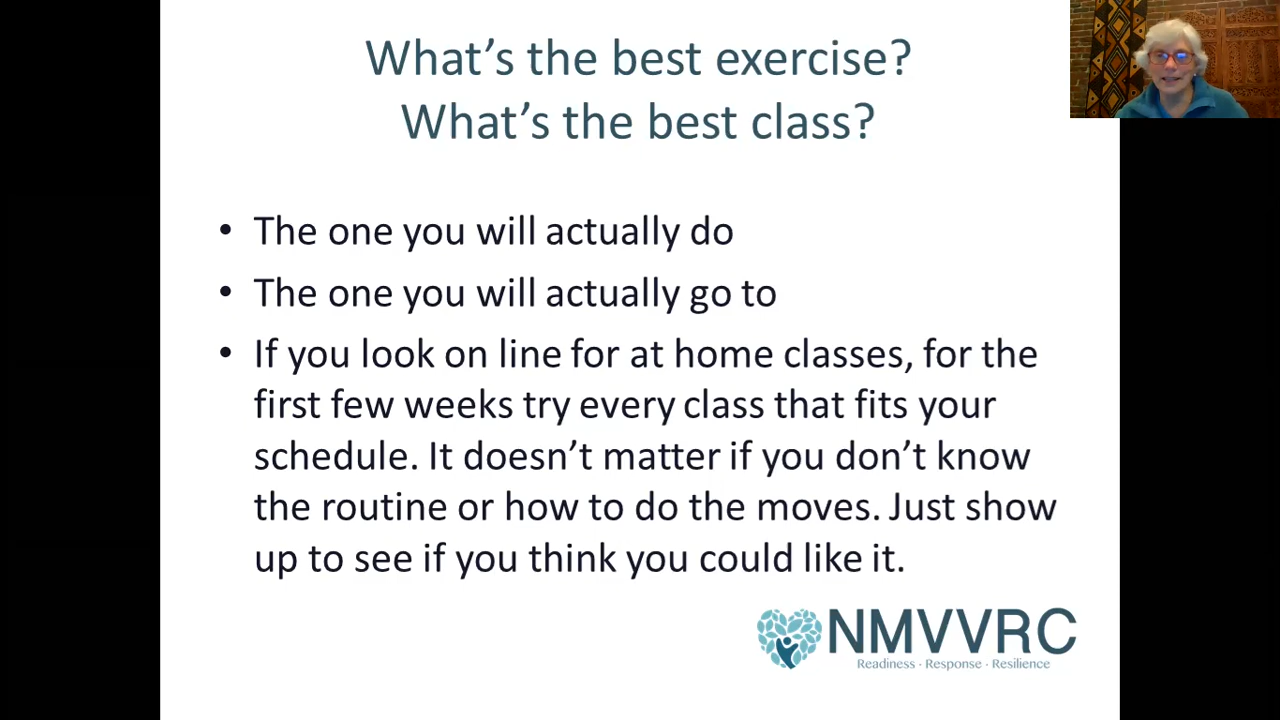 What’s the best exercise?
What’s the best class?
• The one you will actually do
• The one you will actually go to
• If you look on line for at home classes, for the
first few weeks try every class that fits your
schedule. It doesn’t matter if you don’t know
the routine or how to do the moves. Just show
up to see if you think you could like it.
NMVVRC
Readiness · Response · Resilience